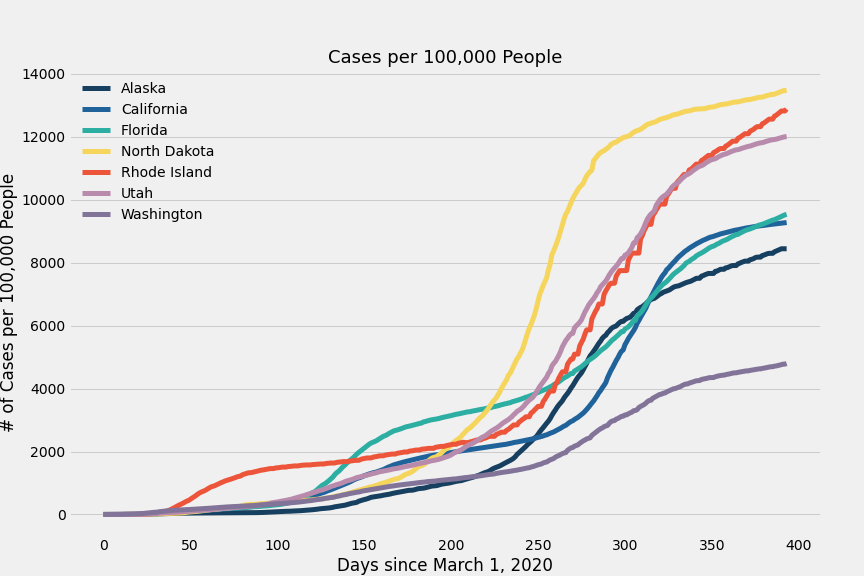 Cases per 100,000 People
# of Cases per 100,000 People
14000
12000
10000
8000
6000
4000
2000
0
Alaska
California
Florida
North Dakota
Rhode Island
Utah
Washington
0 50 100 150 200 250 300 350 400
Days since March 1, 2020